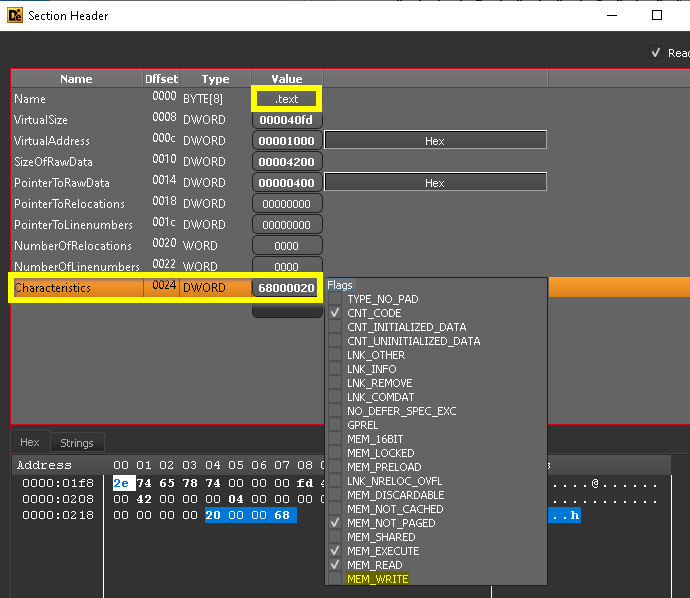 Section Header
Read
Name Offset Type Value
Name 0000 BYTE[8] .text
VirtualSize 0008 DWORD 000040fd
VirtualAddress 000c DWORD 00001000 Hex
SizeOfRawData 0010 DWORD 00004200
PointerToRawData 0014 DWORD 00000400 Hex
PointerToRelocations 0018 DWORD 00000000
PointerToLinenumbers 001c DWORD 00000000
NumberOfRelocations 0020 WORD 0000
NumberOfLinenumbers 0022 WORD 0000
Characteristics 0024 DWORD 68000020
Flags
TYPE_NO_PAD
CNT_CODE
CNT_INITIALIZED_DATA
CNT_UNINITIALIZED_DATA
LNK_OTHER
LNK_INFO
LNK_REMOVE
LNK_COMDAT
NO_DEFER_SPEC_EXC
GPREL
MEM_16BIT
MEM_LOCKED
MEM_PRELOAD
LNK_NRELOC_OVFL
MEM_DISCARDABLE
MEM_NOT_CACHED
MEM_NOT_PAGED
MEM_SHARED
MEM_EXECUTE
MEM_READ
MEM_WRITE
Hex Strings
Address 00 01 02 03 04 05 06 07 08
0000:01f8 2e 74 65 78 74 00 00 00 fd ....@......
0000:0208 00 42 00 00 00 04 00 00 00 ...........
0000:0218 00 00 00 00 20 00 00 68 ..h